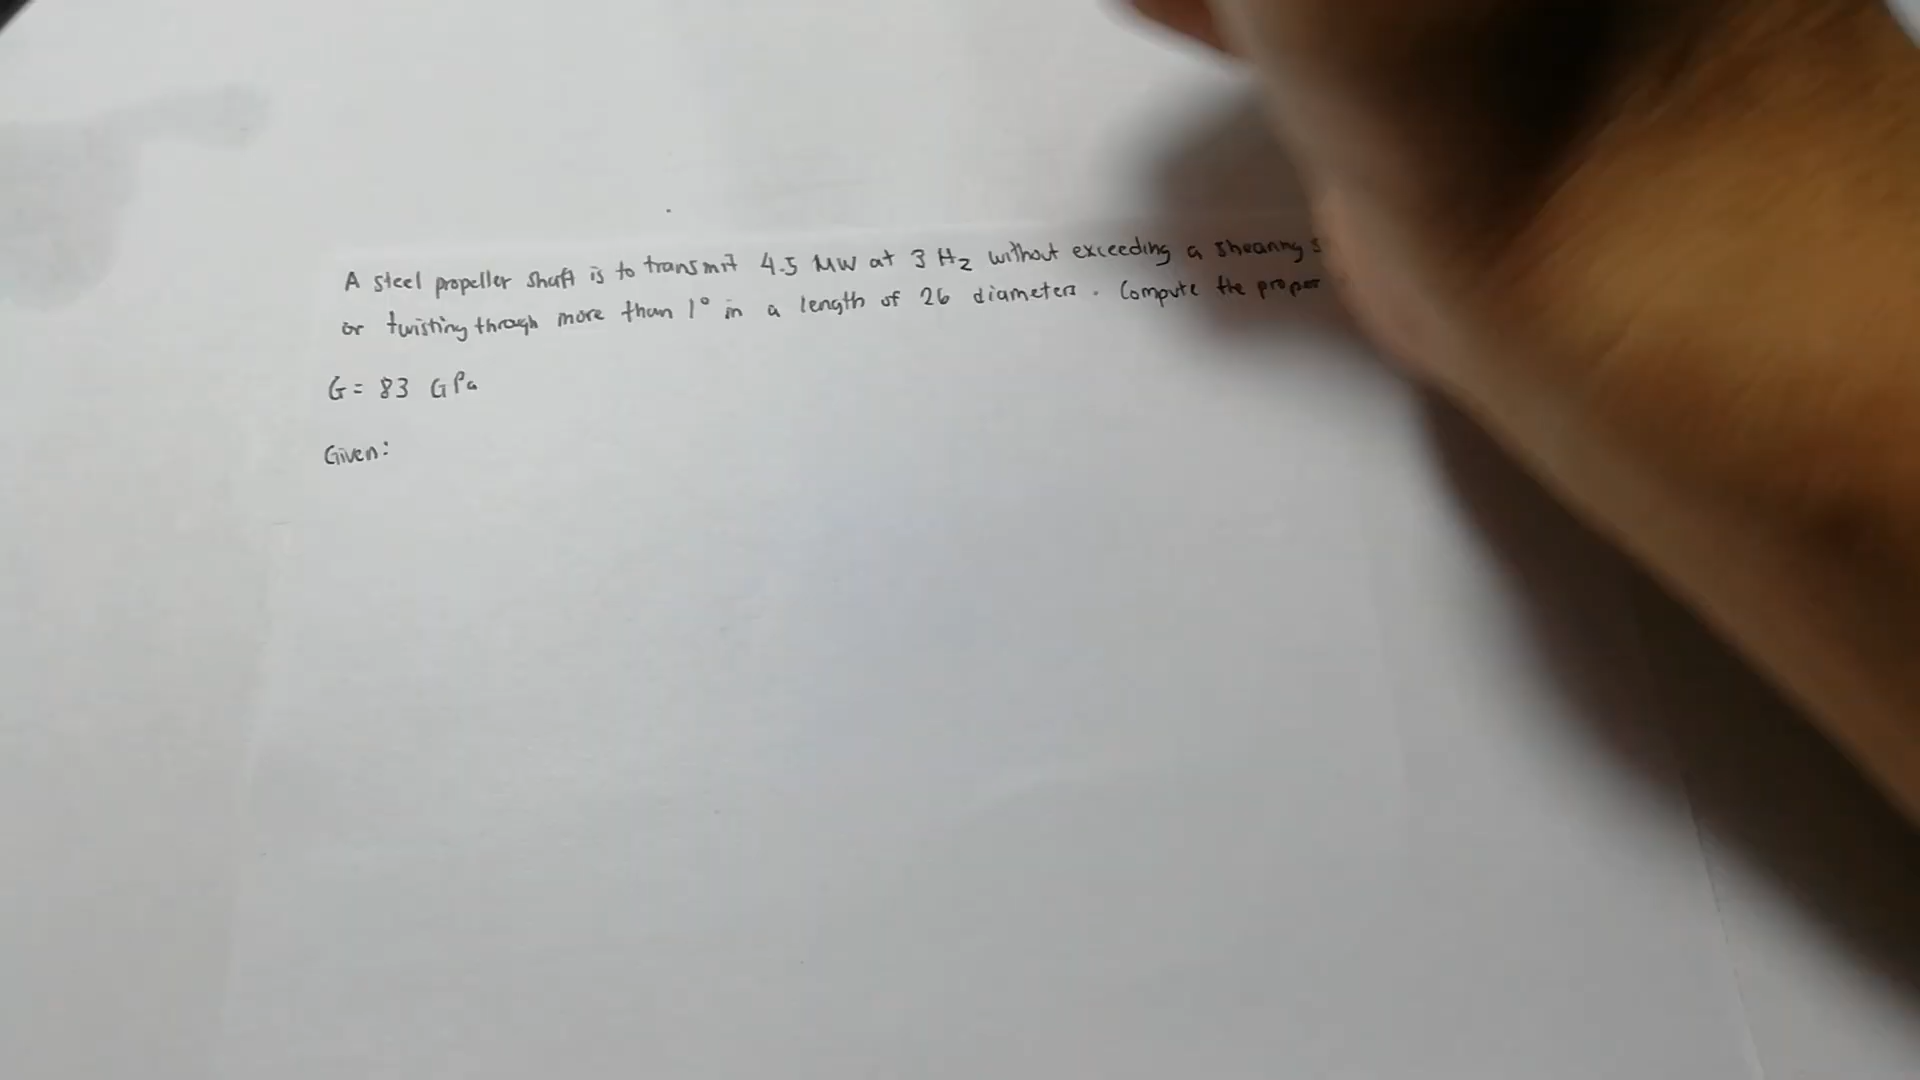 A steel propeller shaft is to transmit 4.5 MW at 3 Hz without exceeding a shearing
or twisting through more than 1° in a length of 26 diameters. Compute the proper
G = 83 GPa
Given: